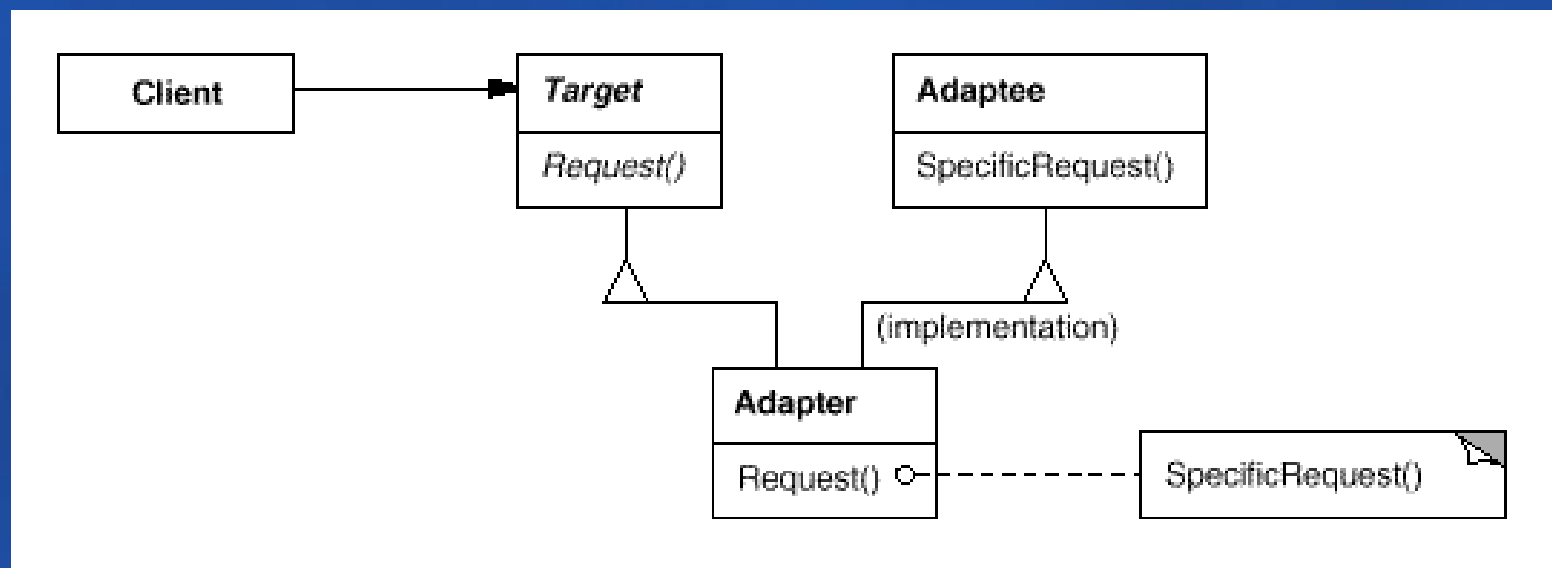 Client
Target
Request()
Adaptee
SpecificRequest()
(implementation)
Adapter
Request()
SpecificRequest()